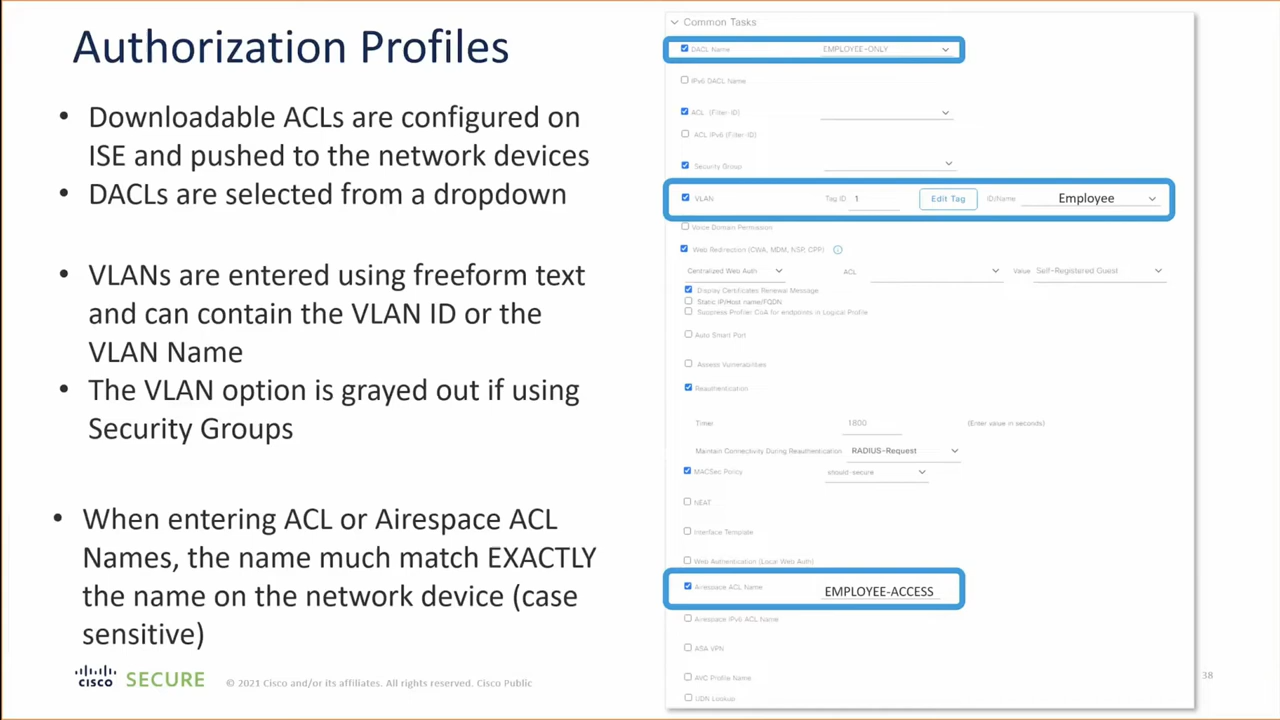 Authorization Profiles
• Downloadable ACLs are configured on
ISE and pushed to the network devices
• DACLs are selected from a dropdown
• VLANs are entered using freeform text
and can contain the VLAN ID or the
VLAN Name
• The VLAN option is grayed out if using
Security Groups
• When entering ACL or Airespace ACL
Names, the name much match EXACTLY
the name on the network device (case
sensitive)
CISCO SECURE © 2021 Cisco and/or its affiliates. All rights reserved. Cisco Public
Common Tasks
DACL Name EMPLOYEE-ONLY
IPv6 DACL Name
ACL (Filter-ID)
ACL IPv6 (Filter-ID)
Security Group
VLAN Tag ID 1 Edit Tag ID/Name Employee
Voice Domain Permission
Web Redirection (CWA, MDM, NSP, CPP)
Centralized Web Auth ACL Value Self-Registered Guest
Display Certificates Renewal Message
Static IP/Host name/FQDN
Suppress Profiler CoA for endpoints in Logical Profile
Auto Smart Port
Assess Vulnerabilities
Reauthentication
Timer 1800 (Enter value in seconds)
Maintain Connectivity During Reauthentication RADIUS-Request
MACSec Policy should-secure
NEAT
Interface Template
Web Authentication (Local Web Auth)
Airespace ACL Name EMPLOYEE-ACCESS
Airespace IPv6 ACL Name
ASA VPN
AVC Profile Name
UDN Lookup
38